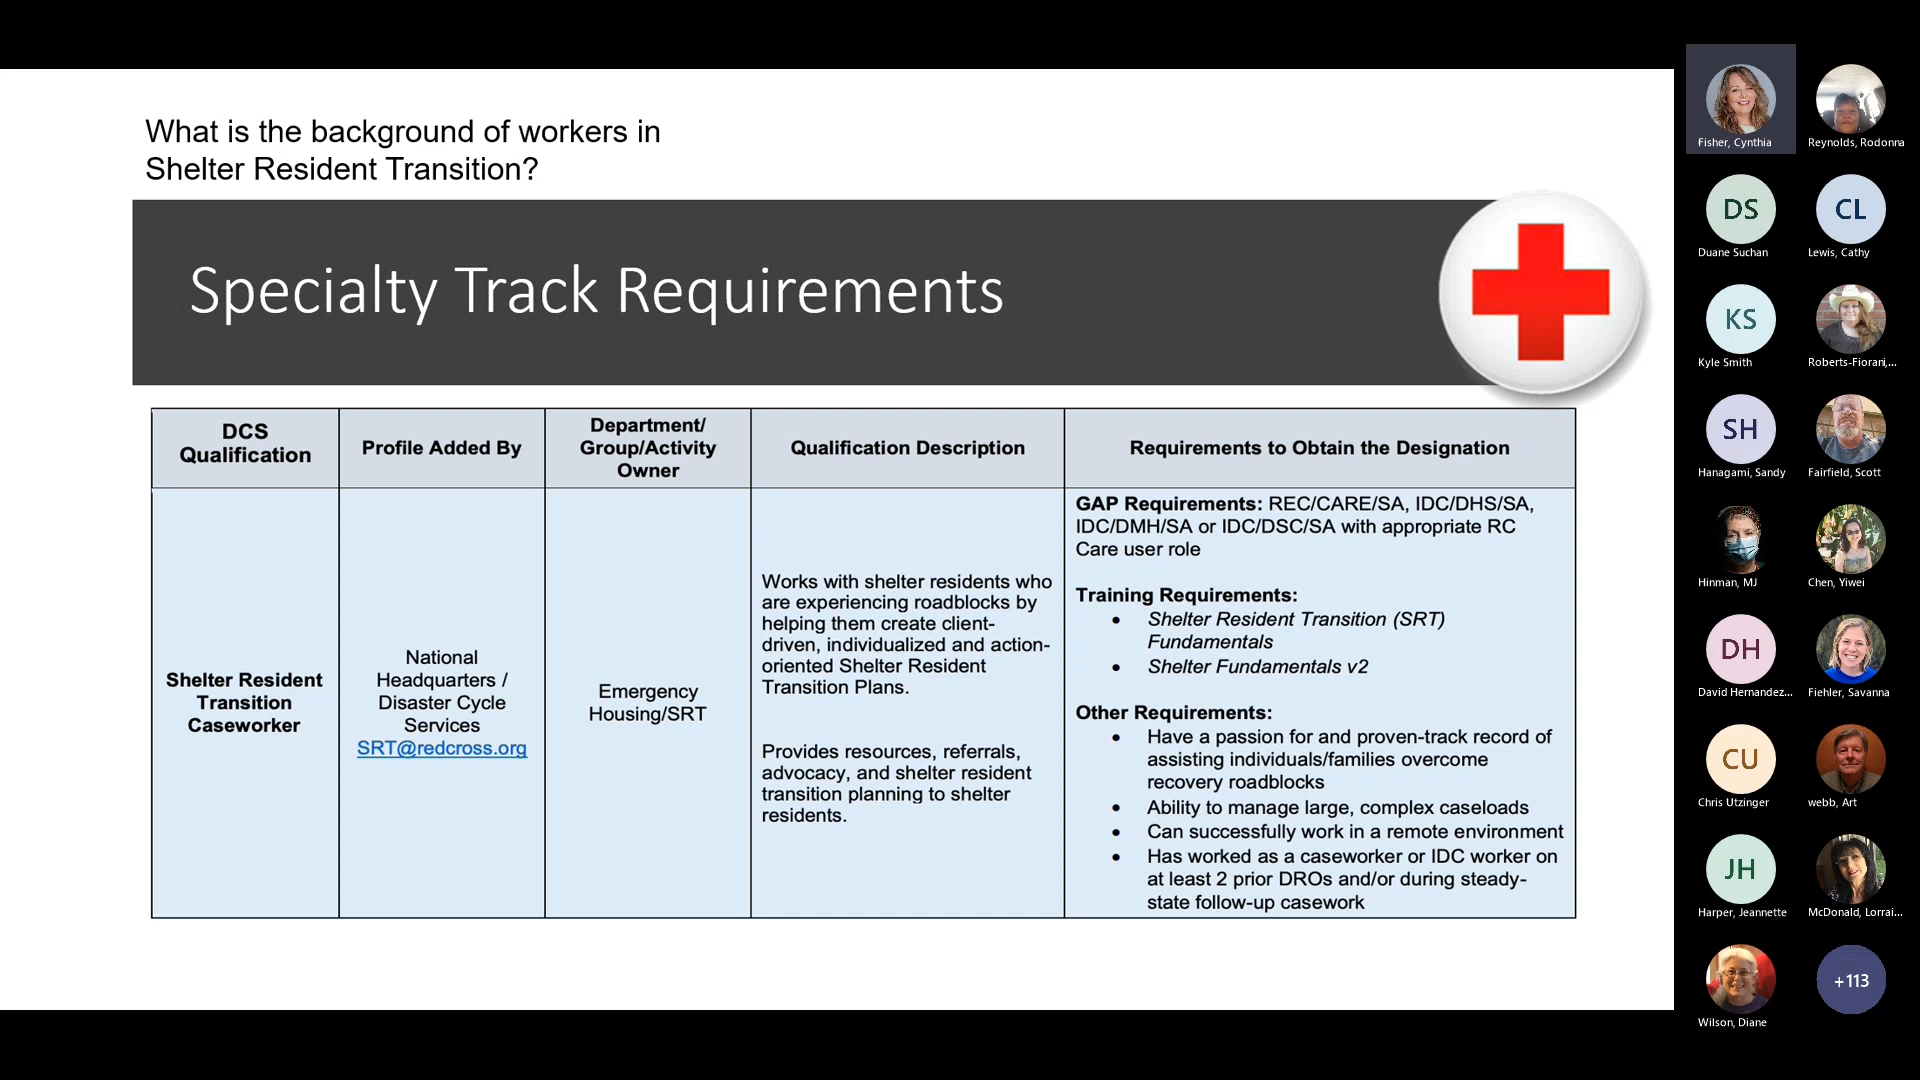 What is the background of workers in
Shelter Resident Transition?
Specialty Track Requirements
DCS
Qualification
Profile Added By
Department/
Group/Activity
Owner
Qualification Description
Requirements to Obtain the Designation
Shelter Resident
Transition
Caseworker
National
Headquarters /
Disaster Cycle
Services
SRT@redcross.org
Emergency
Housing/SRT
Works with shelter residents who
are experiencing roadblocks by
helping them create client-
driven, individualized and action-
oriented Shelter Resident
Transition Plans.
Provides resources, referrals,
advocacy, and shelter resident
transition planning to shelter
residents.
GAP Requirements: REC/CARE/SA, IDC/DHS/SA,
IDC/DMH/SA or IDC/DSC/SA with appropriate RC
Care user role
Training Requirements:
• Shelter Resident Transition (SRT)
Fundamentals
• Shelter Fundamentals v2
Other Requirements:
• Have a passion for and proven-track record of
assisting individuals/families overcome
recovery roadblocks
• Ability to manage large, complex caseloads
• Can successfully work in a remote environment
• Has worked as a caseworker or IDC worker on
at least 2 prior DROs and/or during steady-
state follow-up casework
Fisher, Cynthia
Reynolds, Rodonna
DS
Duane Suchan
CL
Lewis, Cathy
KS
Kyle Smith
Roberts-Fiorani,...
SH
Hanagami, Sandy
Fairfield, Scott
Hinman, MJ
Chen, Yiwei
DH
David Hernandez...
Fiehler, Savanna
CU
Chris Utzinger
webb, Art
JH
Harper, Jeannette
McDonald, Lorrai...
Wilson, Diane
+113